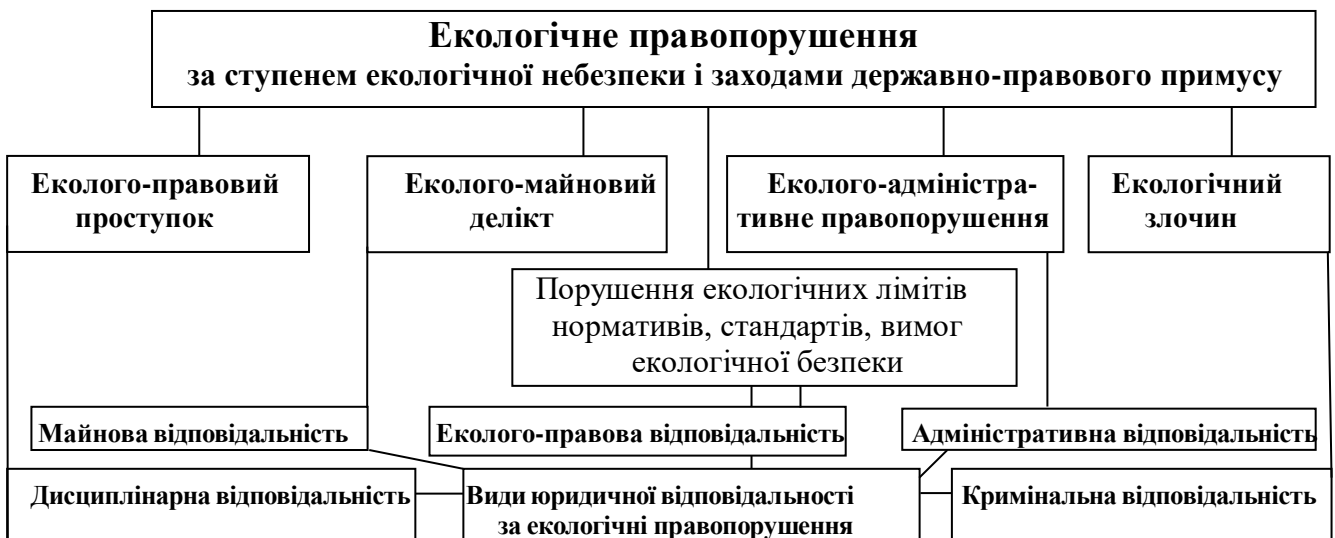 Екологічне правопорушення
за ступенем екологічної небезпеки і заходами державно-правового примусу
Еколого-правовий
проступок
Еколого-майновий
делікт
Еколого-адміністра-
тивне правопорушення
Екологічний
злочин
Порушення екологічних лімітів
нормативів, стандартів, вимог
екологічної безпеки
Майнова відповідальність
Еколого-правова відповідальність
Адміністративна відповідальність
Дисциплінарна відповідальність
Види юридичної відповідальності
за екологічні правопорушення
Кримінальна відповідальність